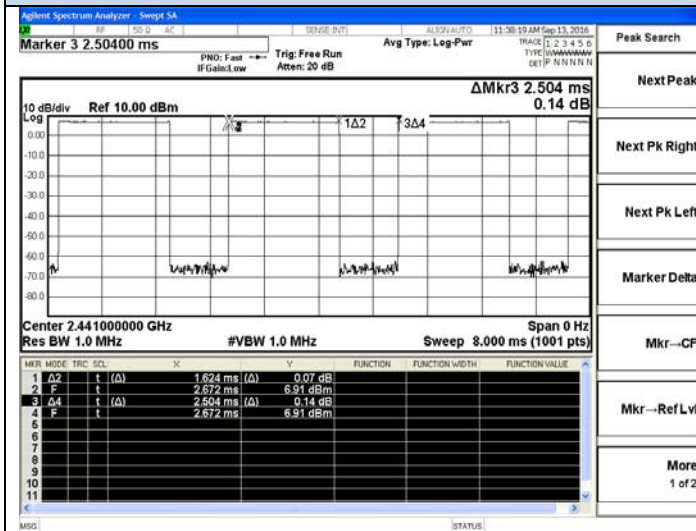 Agilent Spectrum Analyzer - Swept SA
RF 50 Ω AC SENSE:INT ALIGN AUTO 11:38:19 AM Sep 13, 2016
Marker 3 2.50400 ms
PNO: Fast
IFGain:Low
Trig: Free Run
Atten: 20 dB
Avg Type: Log-Pwr
TRACE 1 2 3 4 5 6
TYPE WWWWWW
DET P N N N N N
ΔMkr3 2.504 ms
0.14 dB
10 dB/div Ref 10.00 dBm
Log
0.00
-10.0
-20.0
-30.0
-40.0
-50.0
-60.0
-70.0
-80.0
1Δ2 3Δ4
Center 2.441000000 GHz Span 0 Hz
Res BW 1.0 MHz #VBW 1.0 MHz Sweep 8.000 ms (1001 pts)
MKR MODE TRC SCL X Y FUNCTION FUNCTION WIDTH FUNCTION VALUE
1 Δ2 t (Δ) 1.624 ms (Δ) 0.07 dB
2 F t 2.672 ms 6.91 dBm
3 Δ4 t (Δ) 2.504 ms (Δ) 0.14 dB
4 F t 2.672 ms 6.91 dBm
5
6
7
8
9
10
11
MSG STATUS
Peak Search
Next Peak
Next Pk Right
Next Pk Left
Marker Delta
Mkr→CF
Mkr→Ref Lvl
More
1 of 2